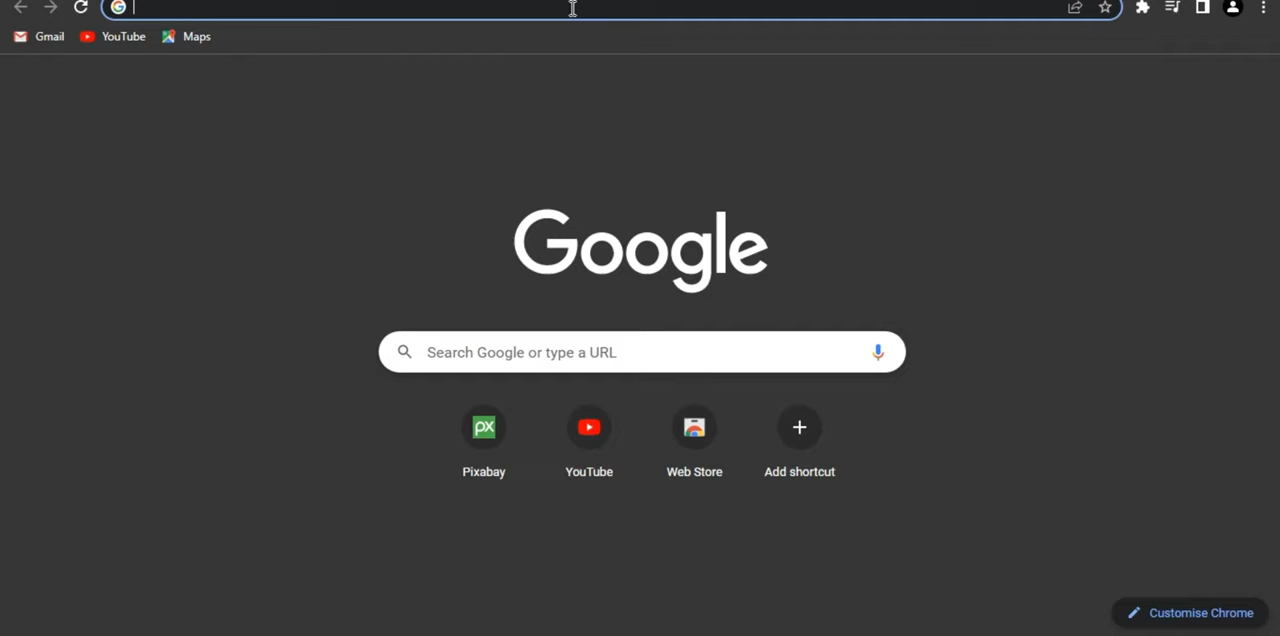 Gmail
YouTube
Maps
Google
Search Google or type a URL
px
Pixabay
YouTube
Web Store
Add shortcut
Customise Chrome